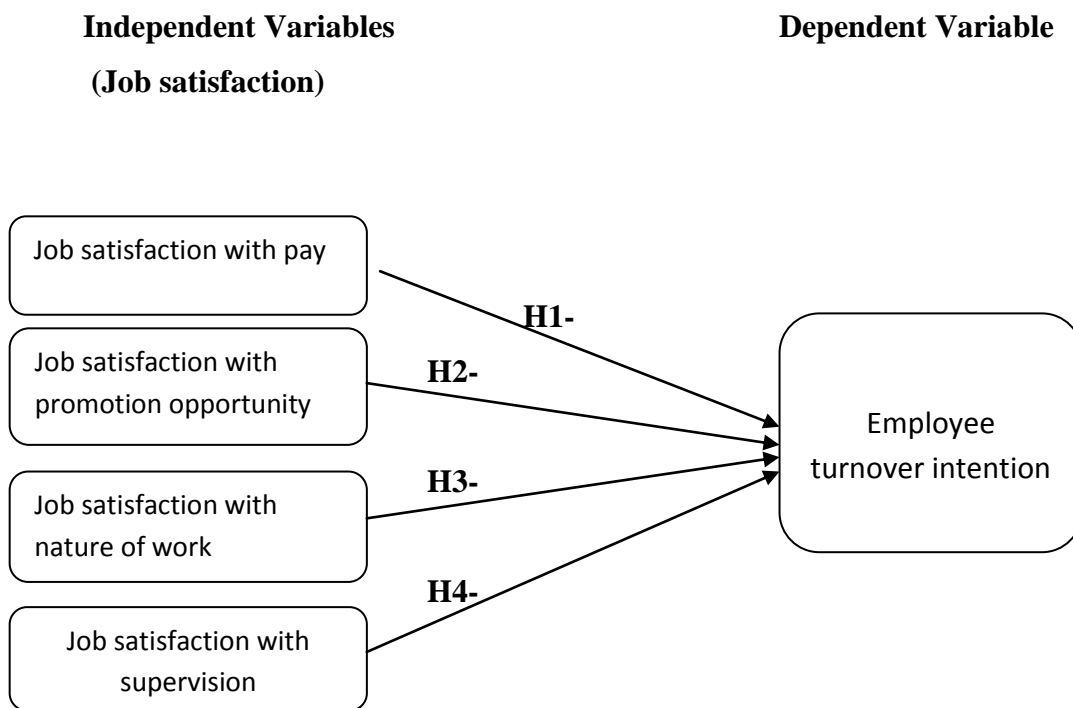 Independent Variables
Dependent Variable
(Job satisfaction)
Job satisfaction with pay
H1-
Job satisfaction with
promotion opportunity
H2-
Job satisfaction with
nature of work
H3-
Job satisfaction with
supervision
H4-
Employee
turnover intention